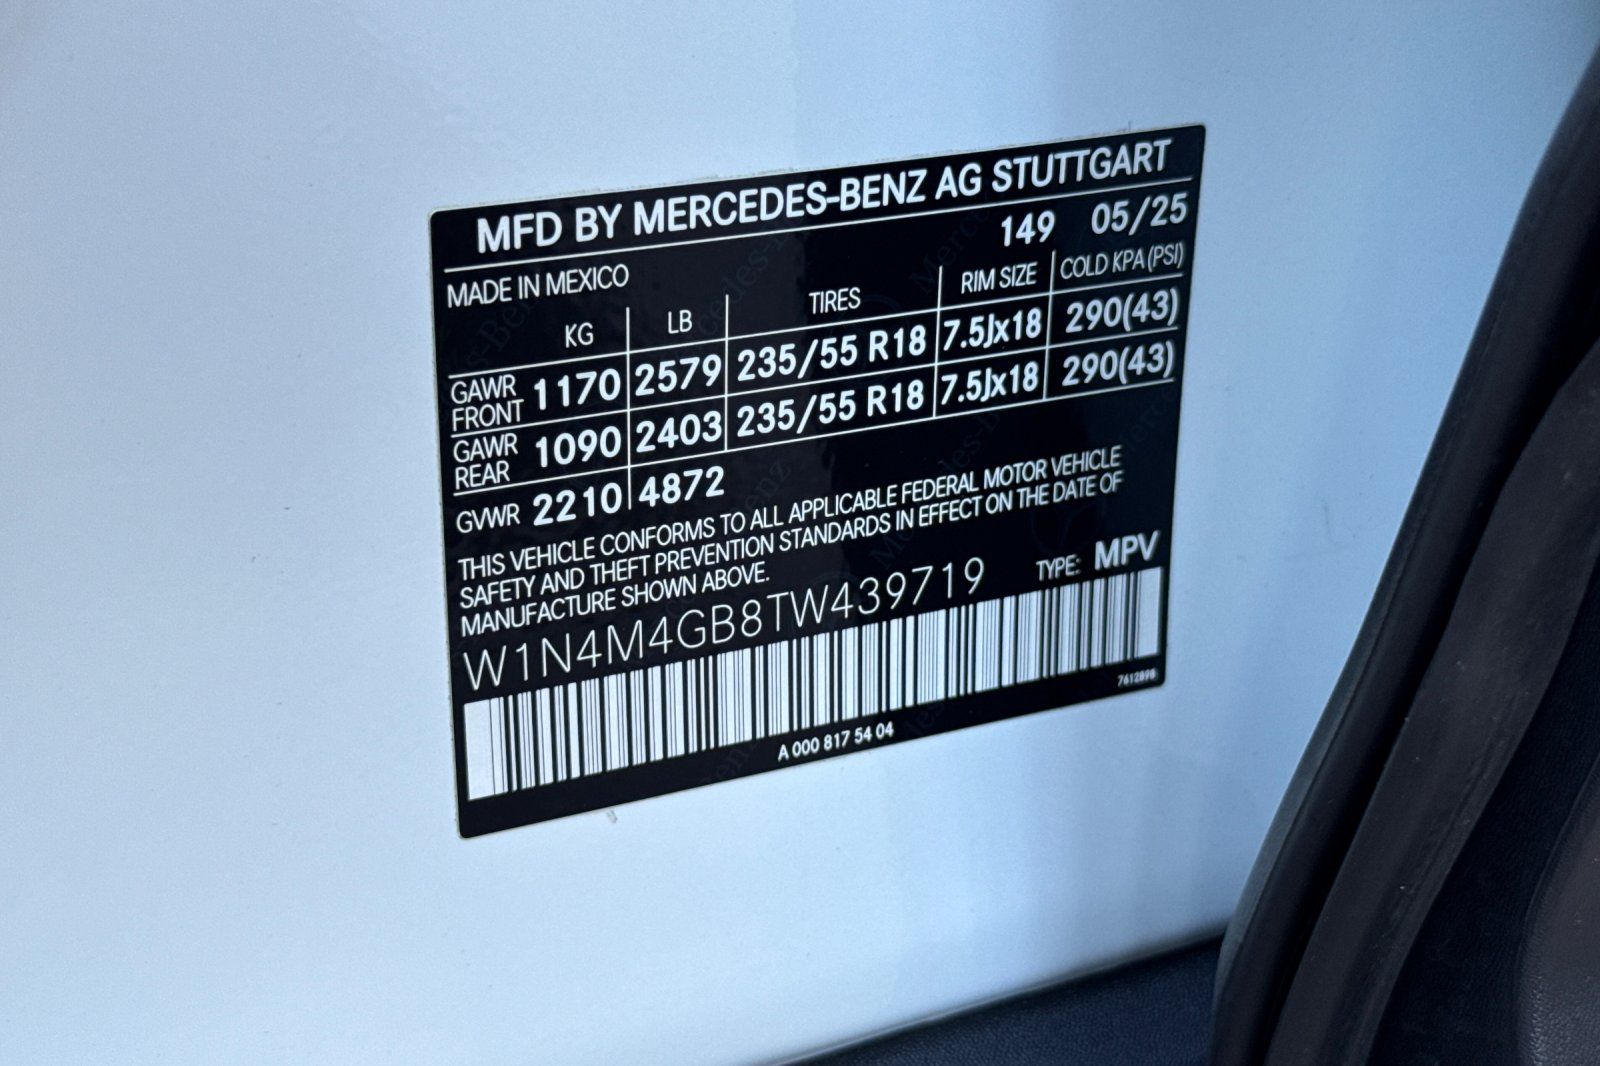 MFD BY MERCEDES-BENZ AG STUTTGART
MADE IN MEXICO 149 05/25
KG LB TIRES RIM SIZE COLD KPA (PSI)
GAWR FRONT 1170 2579 235/55 R18 7.5Jx18 290(43)
GAWR REAR 1090 2403 235/55 R18 7.5Jx18 290(43)
GVWR 2210 4872
THIS VEHICLE CONFORMS TO ALL APPLICABLE FEDERAL MOTOR VEHICLE
SAFETY AND THEFT PREVENTION STANDARDS IN EFFECT ON THE DATE OF
MANUFACTURE SHOWN ABOVE.
W1N4M4GB8TW439719 TYPE: MPV
7612898
A 000 817 54 04